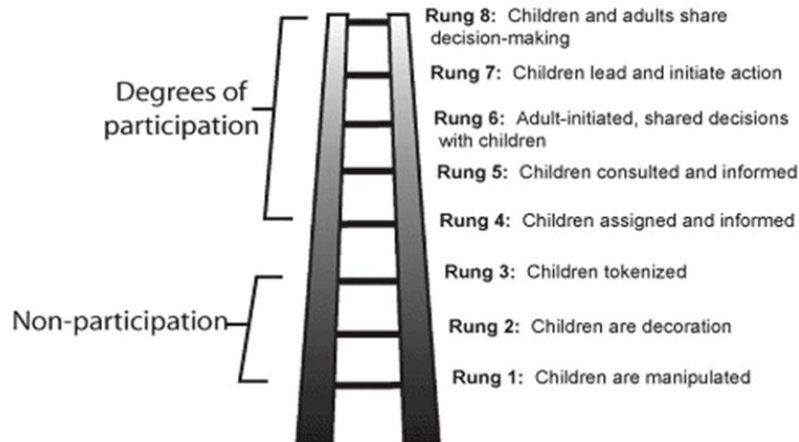 Rung 8: Children and adults share
decision-making
Rung 7: Children lead and initiate action
Degrees of
participation
Rung 6: Adult-initiated, shared decisions
with children
Rung 5: Children consulted and informed
Rung 4: Children assigned and informed
Rung 3: Children tokenized
Non-participation
Rung 2: Children are decoration
Rung 1: Children are manipulated